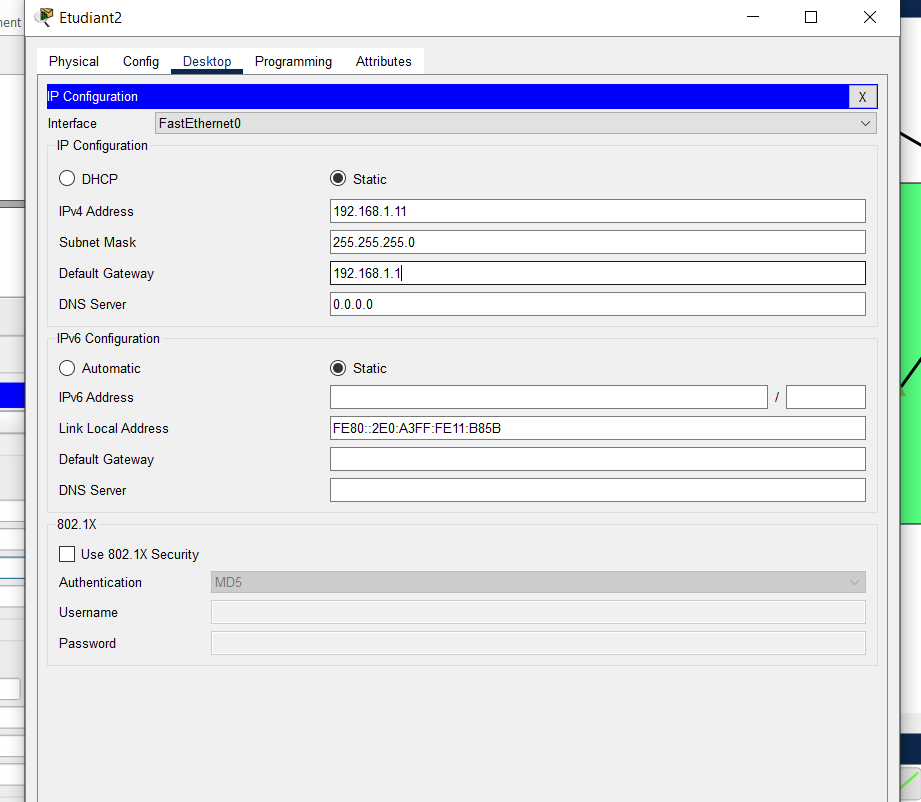 Etudiant2
Physical Config Desktop Programming Attributes
IP Configuration X
Interface FastEthernet0
IP Configuration
DHCP Static
IPv4 Address 192.168.1.11
Subnet Mask 255.255.255.0
Default Gateway 192.168.1.1
DNS Server 0.0.0.0
IPv6 Configuration
Automatic Static
IPv6 Address /
Link Local Address FE80::2E0:A3FF:FE11:B85B
Default Gateway
DNS Server
802.1X
Use 802.1X Security
Authentication MD5
Username
Password